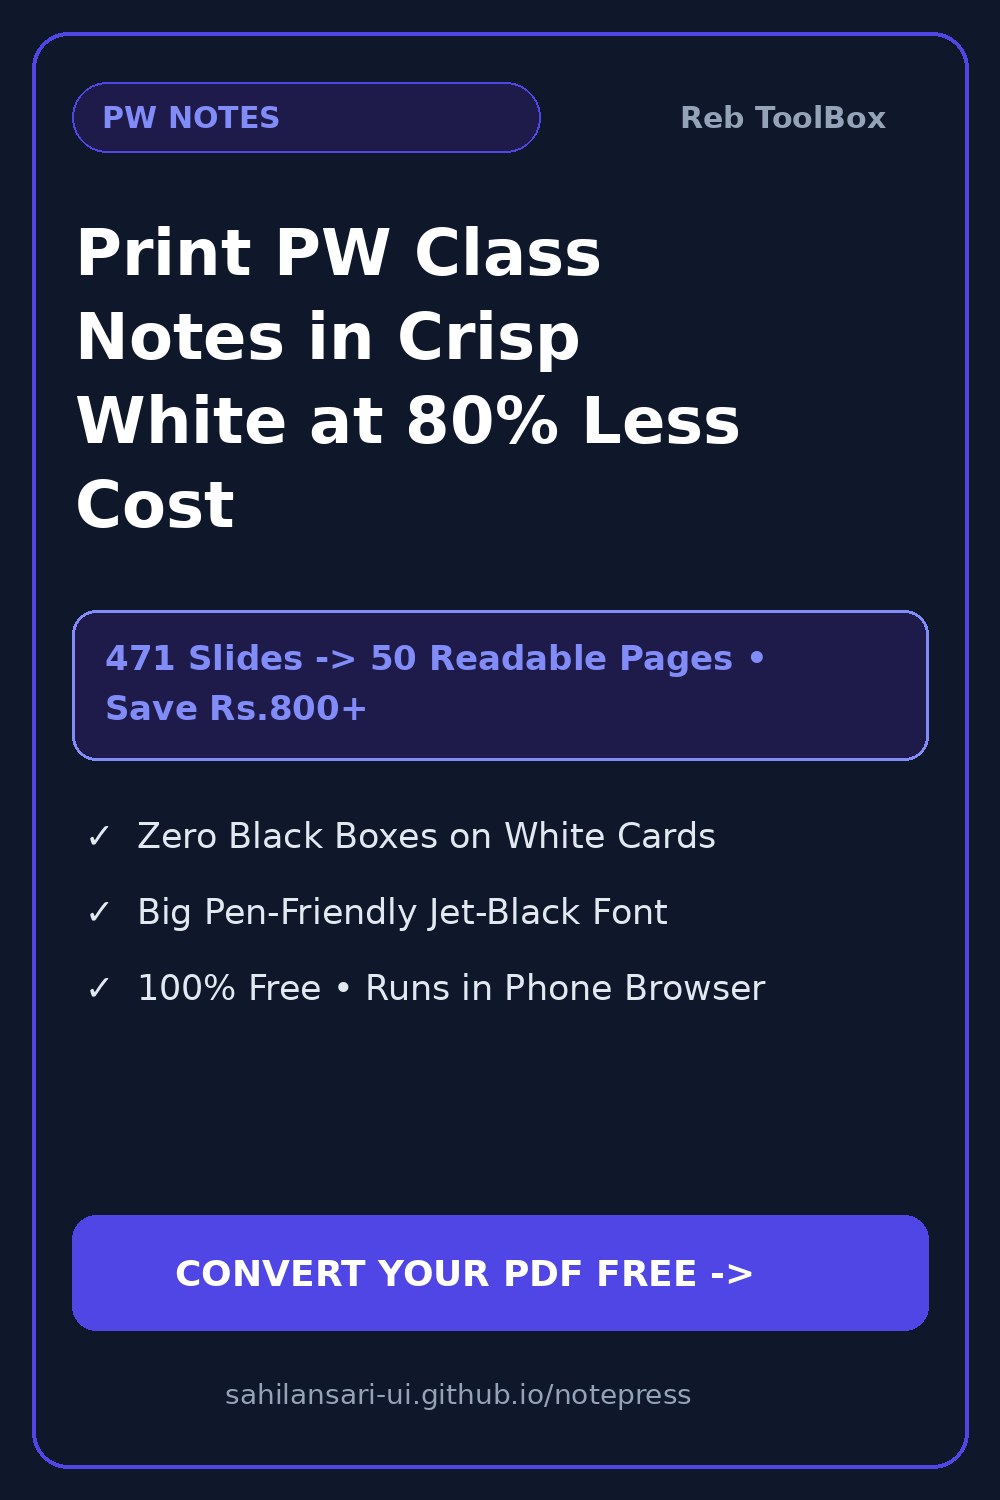 PW NOTES
Reb ToolBox
Print PW Class
Notes in Crisp
White at 80% Less
Cost
471 Slides -> 50 Readable Pages •
Save Rs.800+
✓ Zero Black Boxes on White Cards
✓ Big Pen-Friendly Jet-Black Font
✓ 100% Free • Runs in Phone Browser
CONVERT YOUR PDF FREE ->
sahilansari-ui.github.io/notepress